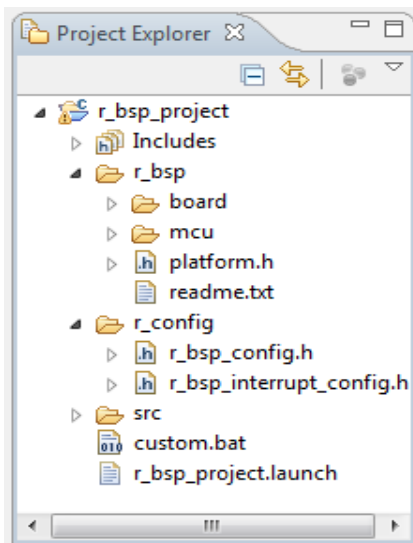 Project Explorer
r_bsp_project
Includes
r_bsp
board
mcu
platform.h
readme.txt
r_config
r_bsp_config.h
r_bsp_interrupt_config.h
src
custom.bat
r_bsp_project.launch